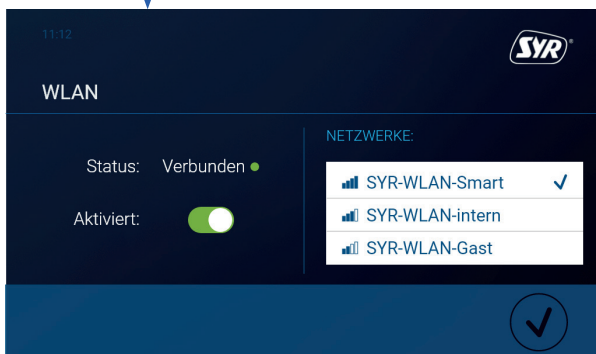 11:12
SYR
WLAN
NETZWERKE:
Status: Verbunden
SYR-WLAN-Smart
Aktiviert:
SYR-WLAN-intern
SYR-WLAN-Gast